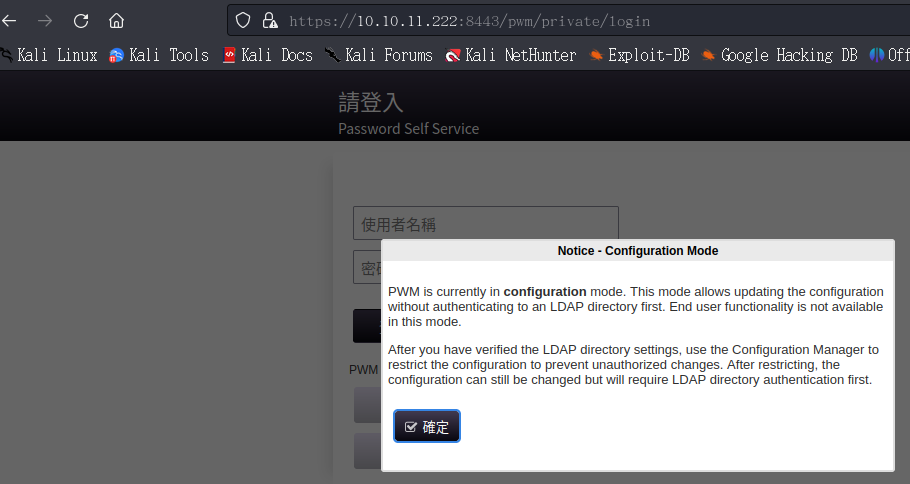 https://10.10.11.222:8443/pwm/private/login
Kali Linux Kali Tools Kali Docs Kali Forums Kali NetHunter Exploit-DB Google Hacking DB Off
請登入
Password Self Service
使用者名稱
Notice - Configuration Mode
PWM is currently in configuration mode. This mode allows updating the configuration
without authenticating to an LDAP directory first. End user functionality is not available
in this mode.
After you have verified the LDAP directory settings, use the Configuration Manager to
restrict the configuration to prevent unauthorized changes. After restricting, the
configuration can still be changed but will require LDAP directory authentication first.
PWM
確定